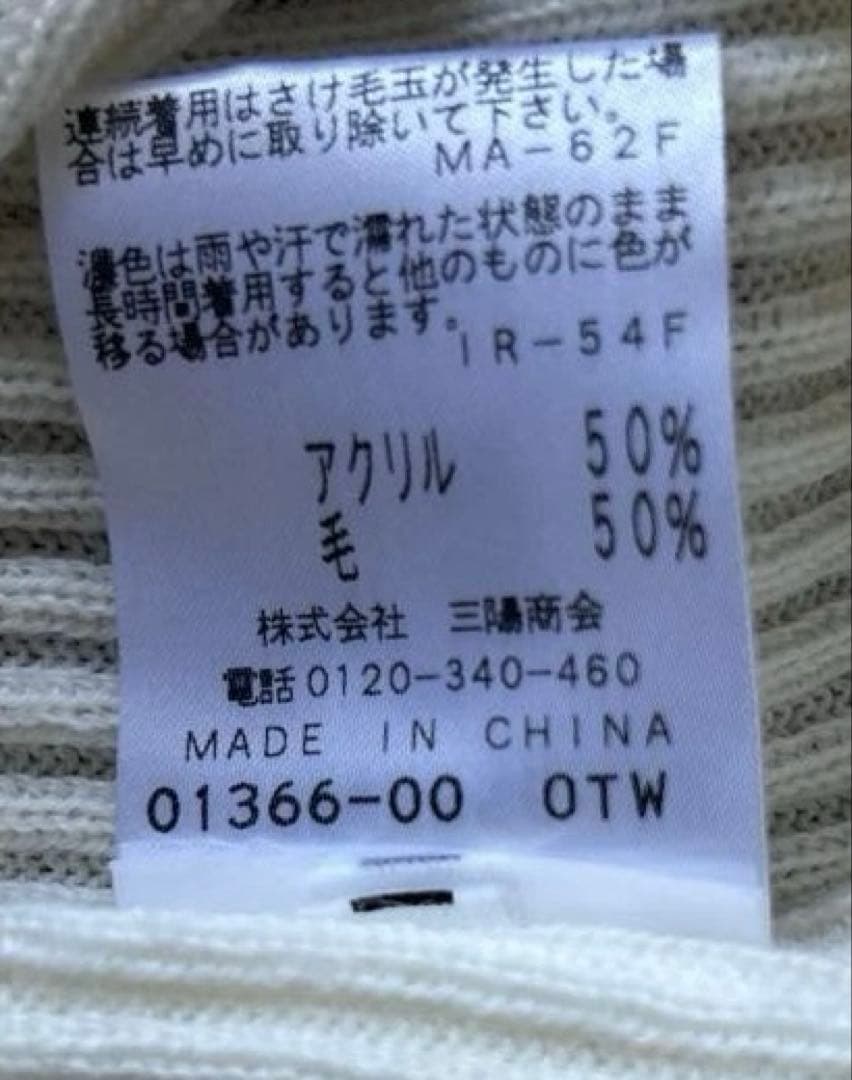 連続着用はさけ毛玉が発生した場
合は早めに取り除いて下さい。
MA-62F
濃色は雨や汗で濡れた状態のまま
長時間着用すると他のものに色が
移る場合があります。
IR-54F
アクリル 50%
毛 50%
株式会社 三陽商会
電話0120-340-460
MADE IN CHINA
01366-00 OTW